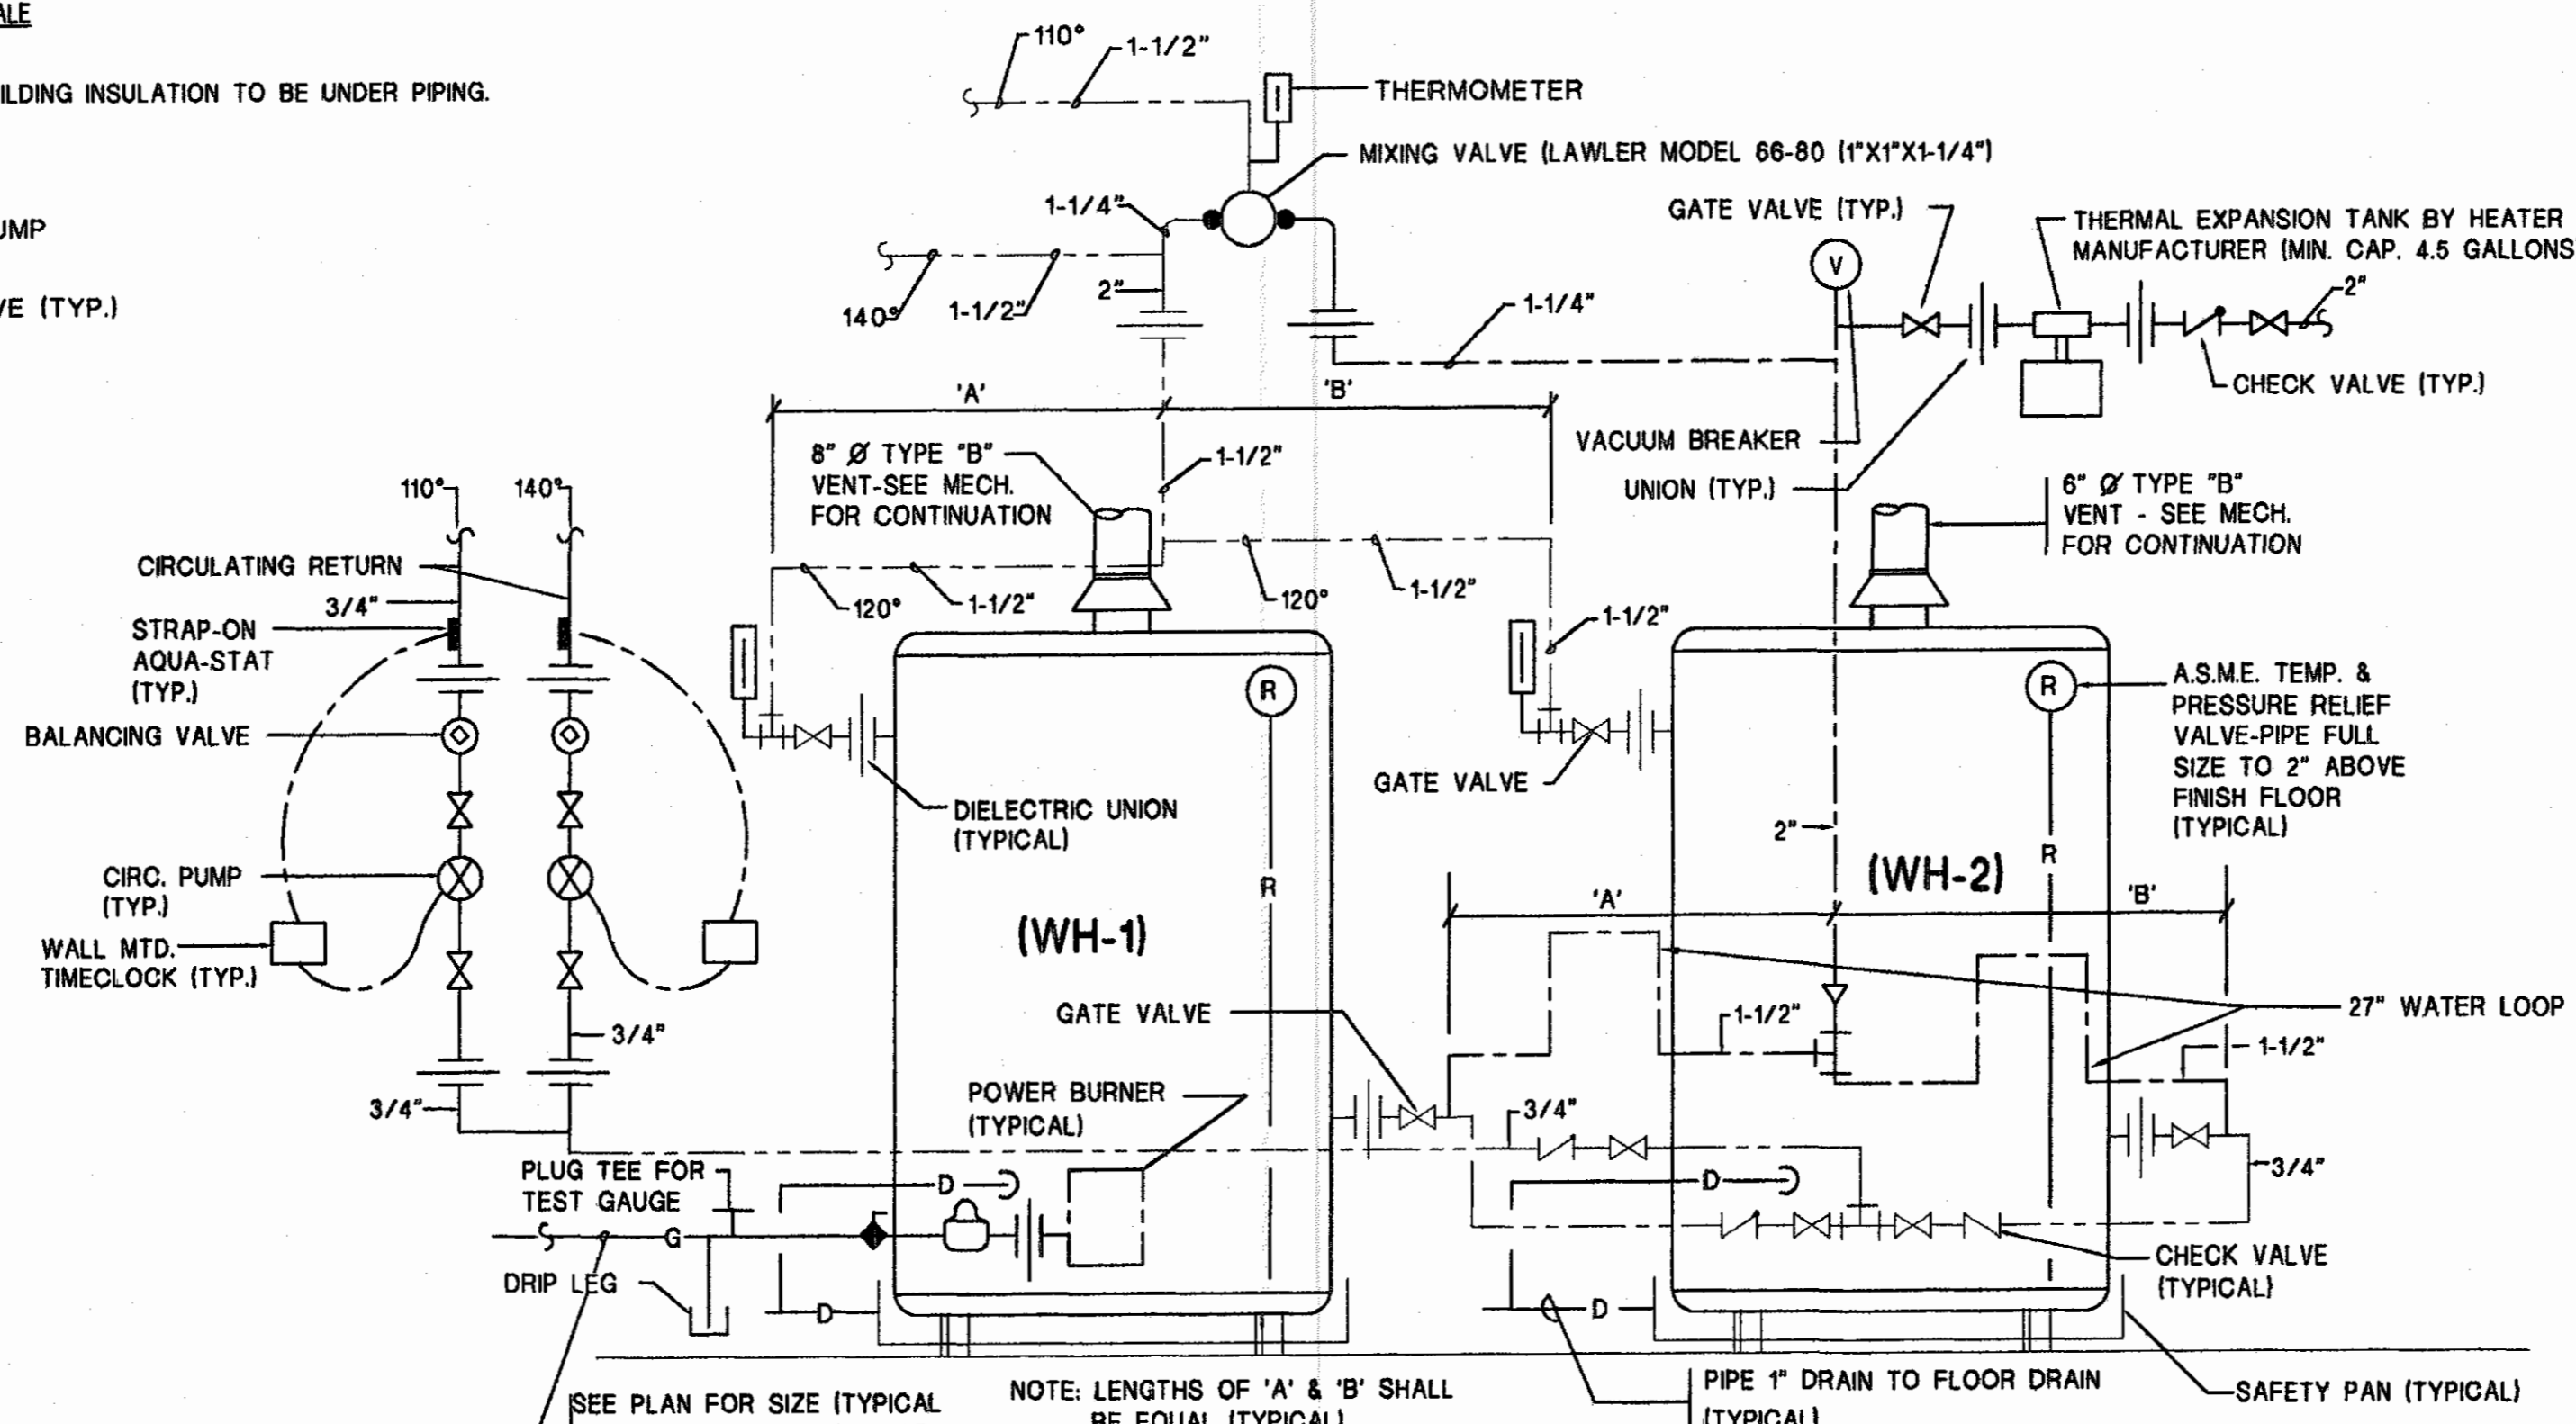 ALE
ILDING INSULATION TO BE UNDER PIPING.
UMP
VE (TYP.)
110°
1-1/2"
THERMOMETER
MIXING VALVE (LAWLER MODEL 66-80 (1"X1"X1-1/4")
1-1/4"
140°
1-1/2"
2"
GATE VALVE (TYP.)
THERMAL EXPANSION TANK BY HEATER
MANUFACTURER (MIN. CAP. 4.5 GALLONS
V
2"
1-1/4"
CHECK VALVE (TYP.)
'A'
'B'
VACUUM BREAKER
UNION (TYP.)
8" Ø TYPE "B"
VENT-SEE MECH.
FOR CONTINUATION
1-1/2"
6" Ø TYPE "B"
VENT - SEE MECH.
FOR CONTINUATION
110°
140°
CIRCULATING RETURN
3/4"
STRAP-ON
AQUA-STAT
(TYP.)
BALANCING VALVE
CIRC. PUMP
(TYP.)
WALL MTD.
TIMECLOCK (TYP.)
3/4"
3/4"
120°
1-1/2"
120°
1-1/2"
1-1/2"
R
R
DIELECTRIC UNION
(TYPICAL)
GATE VALVE
A.S.M.E. TEMP. &
PRESSURE RELIEF
VALVE-PIPE FULL
SIZE TO 2" ABOVE
FINISH FLOOR
(TYPICAL)
2"
R
R
(WH-1)
(WH-2)
'A'
'B'
GATE VALVE
1-1/2"
27" WATER LOOP
1-1/2"
POWER BURNER
(TYPICAL)
3/4"
3/4"
PLUG TEE FOR
TEST GAUGE
D
D
G
DRIP LEG
D
D
CHECK VALVE
(TYPICAL)
SEE PLAN FOR SIZE (TYPICAL
NOTE: LENGTHS OF 'A' & 'B' SHALL
BE EQUAL (TYPICAL)
PIPE 1" DRAIN TO FLOOR DRAIN
(TYPICAL)
SAFETY PAN (TYPICAL)